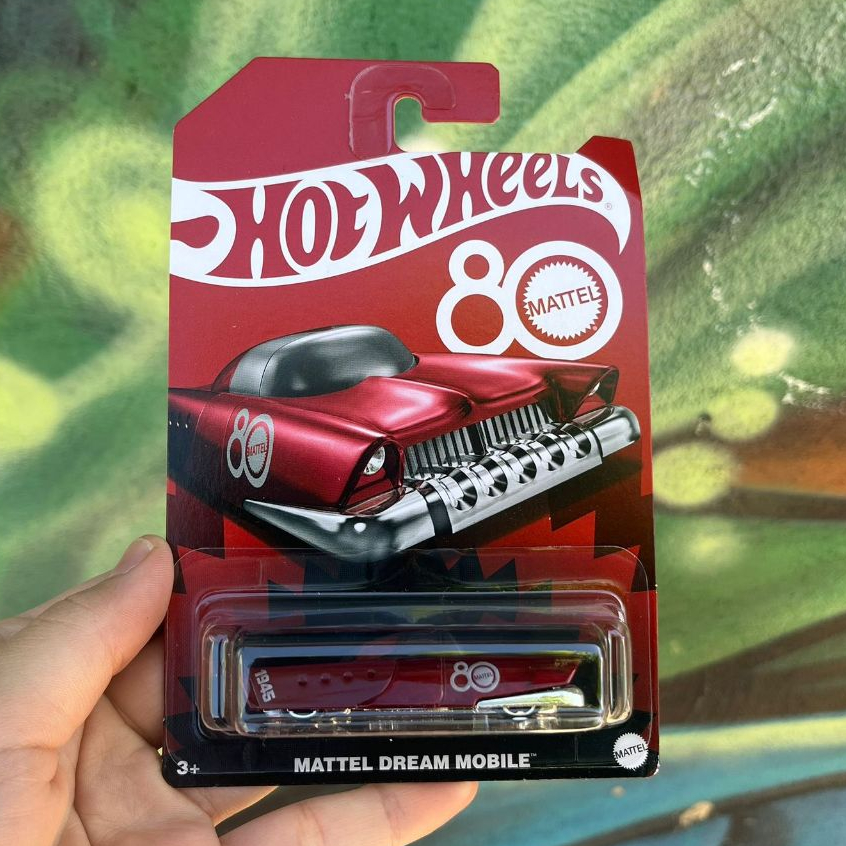 HOT WHEELS®
80 MATTEL®
80 MATTEL
1945
80 MATTEL
3+
MATTEL DREAM MOBILE™
MATTEL